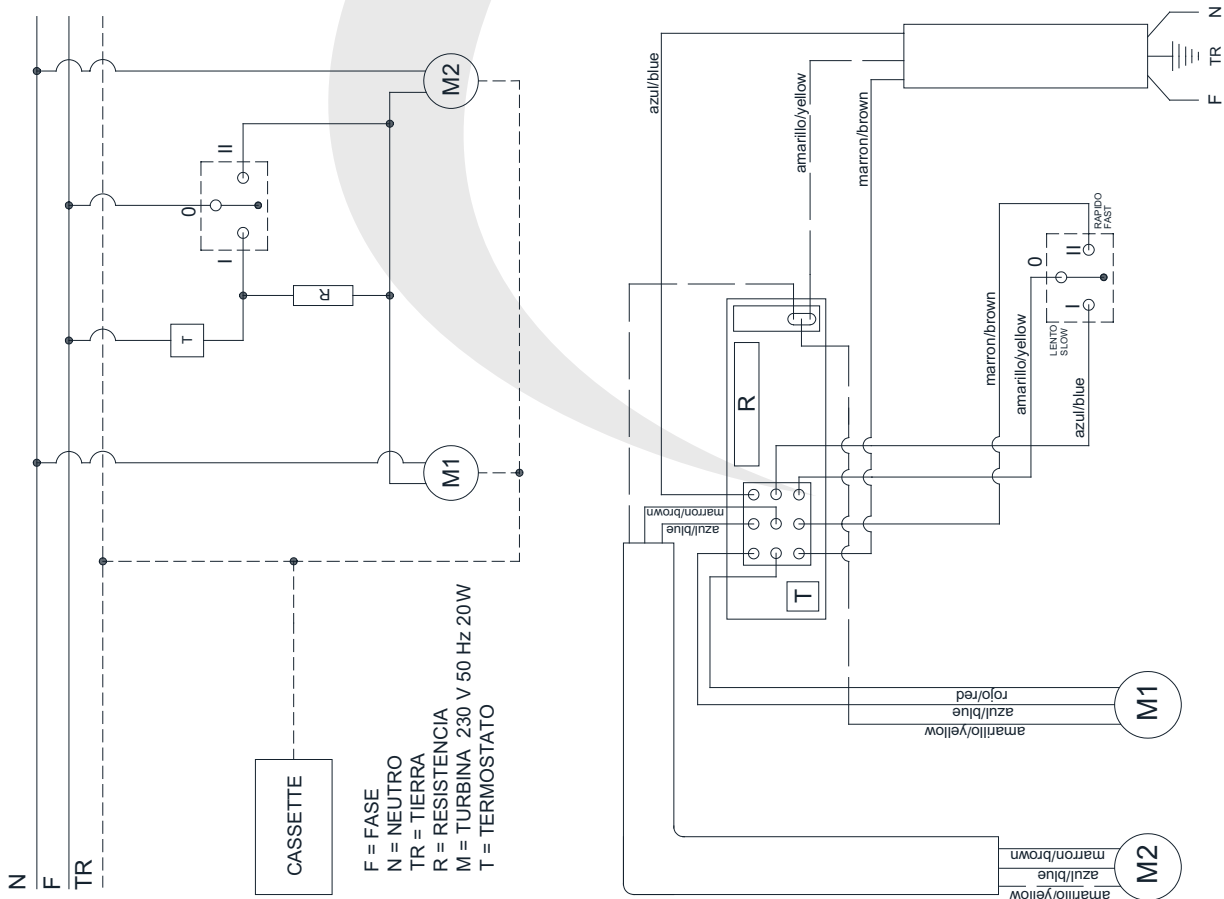 N
F
TR
CASSETTE
F = FASE
N = NEUTRO
TR = TIERRA
R = RESISTENCIA
M = TURBINA 230 V 50 Hz 20W
T = TERMOSTATO
T
R
I
0
II
M1
M2
M2
amarillo/yellow
azul/blue
marron/brown
M1
amarillo/yellow
azul/blue
rojo/red
T
R
azul/blue
marron/brown
azul/blue
amarillo/yellow
marron/brown
marron/brown
amarillo/yellow
azul/blue
LENTO
SLOW
I
0
II
RAPIDO
FAST
F
TR
N